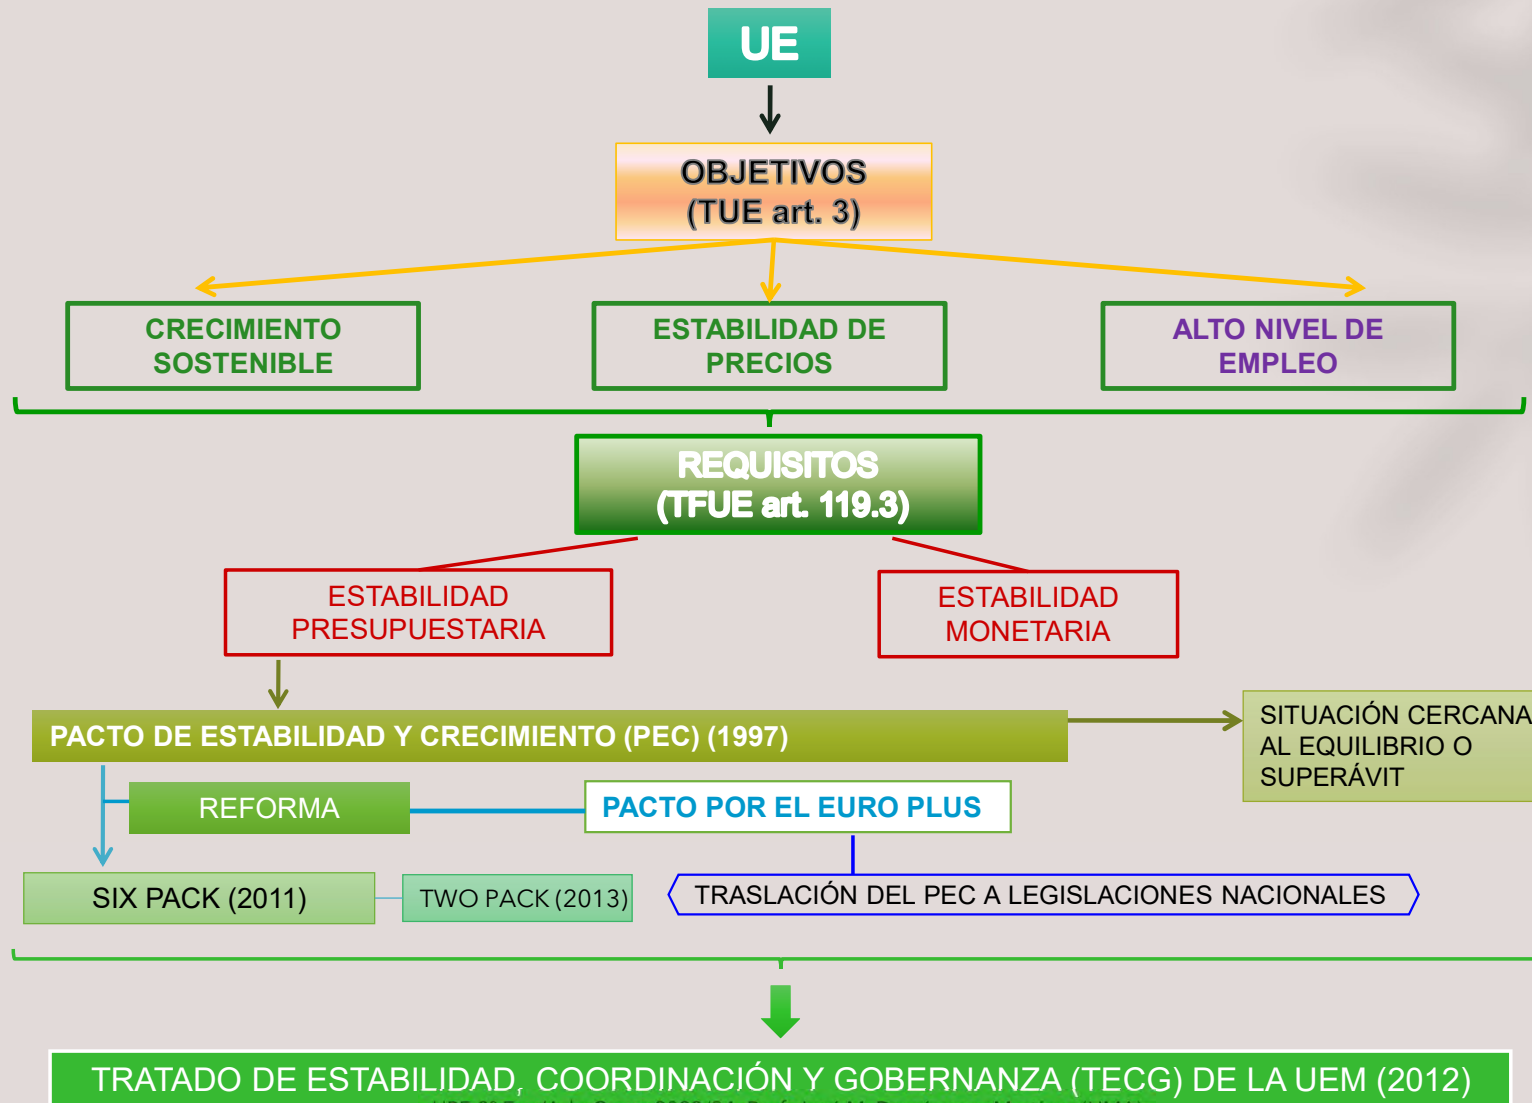 UE
OBJETIVOS
(TUE art. 3)
CRECIMIENTO
SOSTENIBLE
ESTABILIDAD DE
PRECIOS
ALTO NIVEL DE
EMPLEO
REQUISITOS
(TFUE art. 119.3)
ESTABILIDAD
PRESUPUESTARIA
ESTABILIDAD
MONETARIA
PACTO DE ESTABILIDAD Y CRECIMIENTO (PEC) (1997)
SITUACIÓN CERCANA
AL EQUILIBRIO O
SUPERÁVIT
REFORMA
PACTO POR EL EURO PLUS
SIX PACK (2011)
TWO PACK (2013)
TRASLACIÓN DEL PEC A LEGISLACIONES NACIONALES
TRATADO DE ESTABILIDAD, COORDINACIÓN Y GOBERNANZA (TECG) DE LA UEM (2012)